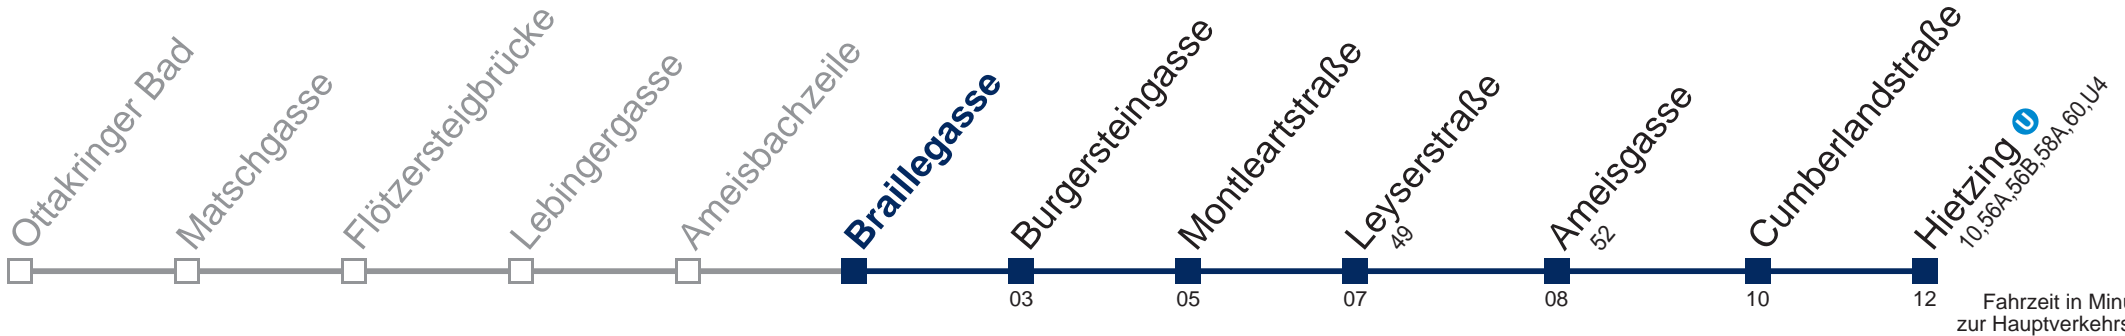 Ottakringer Bad
Matschgasse
Flötzersteigbrücke
Lebingergasse
Ameisbachzeile
Braillegasse
Burgersteingasse
Montleartstraße
Leyserstraße
49
Ameisgasse
52
Cumberlandstraße
Hietzing U
10,56A,56B,58A,60,U4
03
05
07
08
10
12
Fahrzeit in Minu
zur Hauptverkehrs